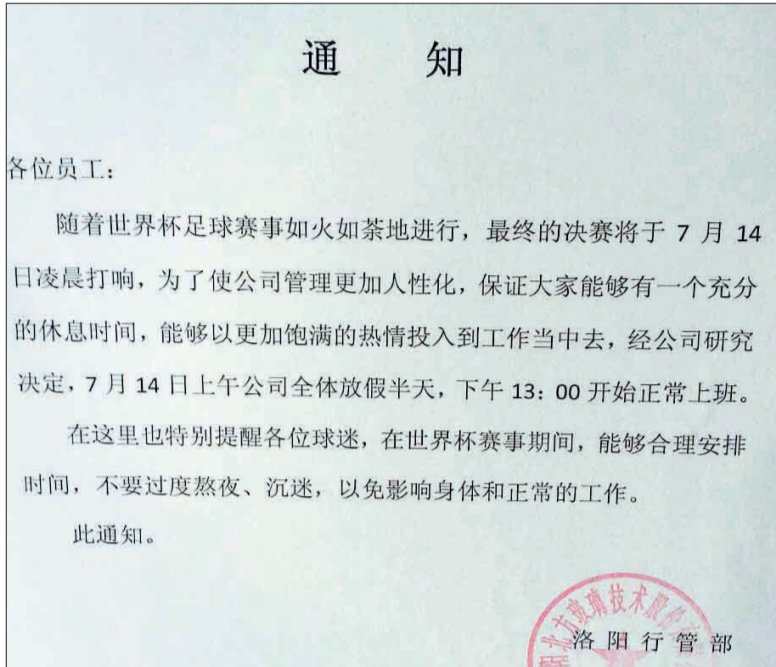 通 知
各位员工:
随着世界杯足球赛事如火如荼地进行,最终的决赛将于 7 月 14
日凌晨打响,为了使公司管理更加人性化,保证大家能够有一个充分
的休息时间,能够以更加饱满的热情投入到工作当中去,经公司研究
决定,7 月 14 日上午公司全体放假半天,下午 13:00 开始正常上班。
在这里也特别提醒各位球迷,在世界杯赛事期间,能够合理安排
时间,不要过度熬夜、沉迷,以免影响身体和正常的工作。
此通知。
北方玻璃技术股份
洛阳行管部